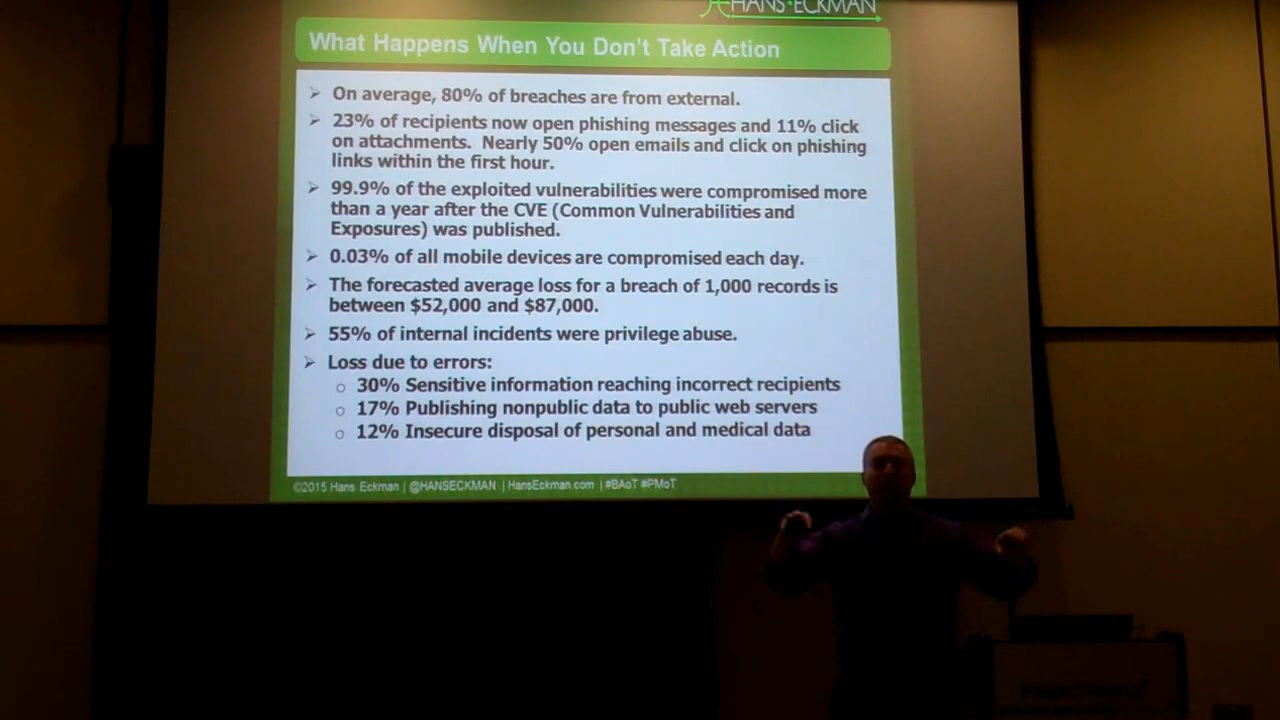 HANS ECKMAN
What Happens When You Don't Take Action
➢ On average, 80% of breaches are from external.
➢ 23% of recipients now open phishing messages and 11% click
on attachments. Nearly 50% open emails and click on phishing
links within the first hour.
➢ 99.9% of the exploited vulnerabilities were compromised more
than a year after the CVE (Common Vulnerabilities and
Exposures) was published.
➢ 0.03% of all mobile devices are compromised each day.
➢ The forecasted average loss for a breach of 1,000 records is
between $52,000 and $87,000.
➢ 55% of internal incidents were privilege abuse.
➢ Loss due to errors:
o 30% Sensitive information reaching incorrect recipients
o 17% Publishing nonpublic data to public web servers
o 12% Insecure disposal of personal and medical data
©2015 Hans Eckman | @HANSECKMAN | HansEckman.com | #BAoT #PMoT